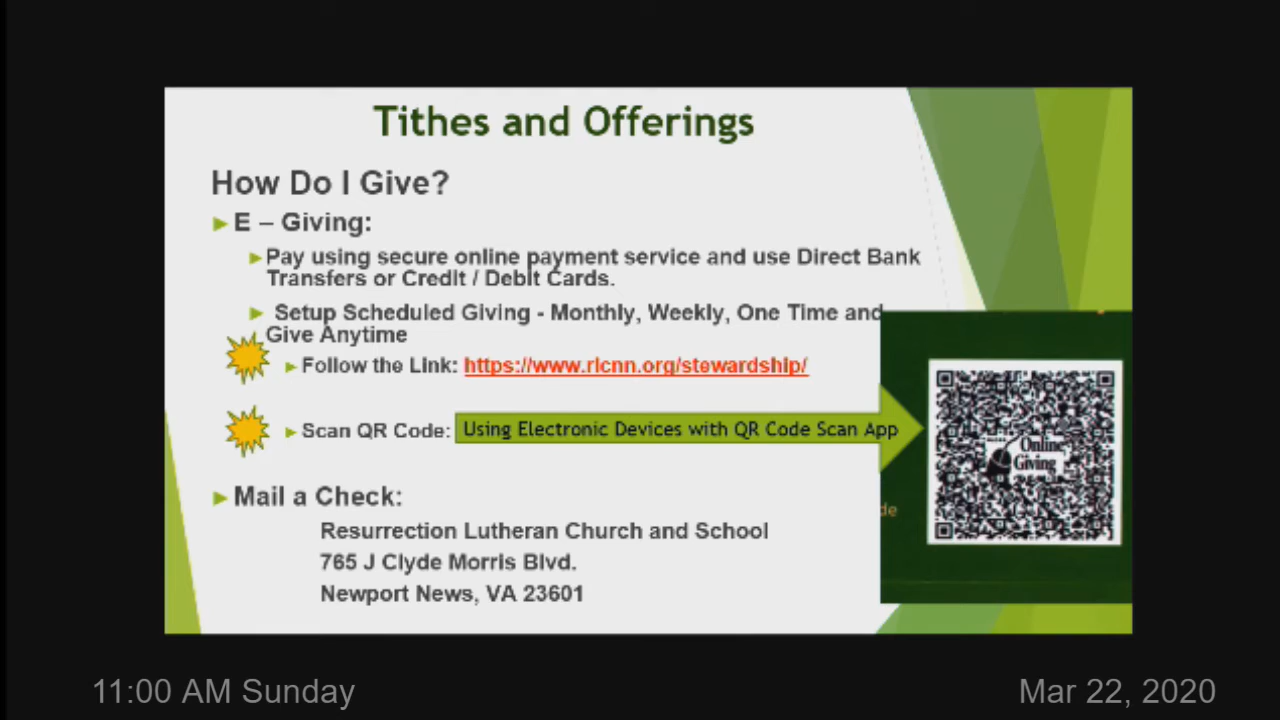 Tithes and Offerings
How Do I Give?
E – Giving:
Pay using secure online payment service and use Direct Bank
Transfers or Credit / Debit Cards.
Setup Scheduled Giving - Monthly, Weekly, One Time and
Give Anytime
Follow the Link: https://www.rlcnn.org/stewardship/
Scan QR Code: Using Electronic Devices with QR Code Scan App
Online
Giving
de
Mail a Check:
Resurrection Lutheran Church and School
765 J Clyde Morris Blvd.
Newport News, VA 23601
11:00 AM Sunday
Mar 22, 2020